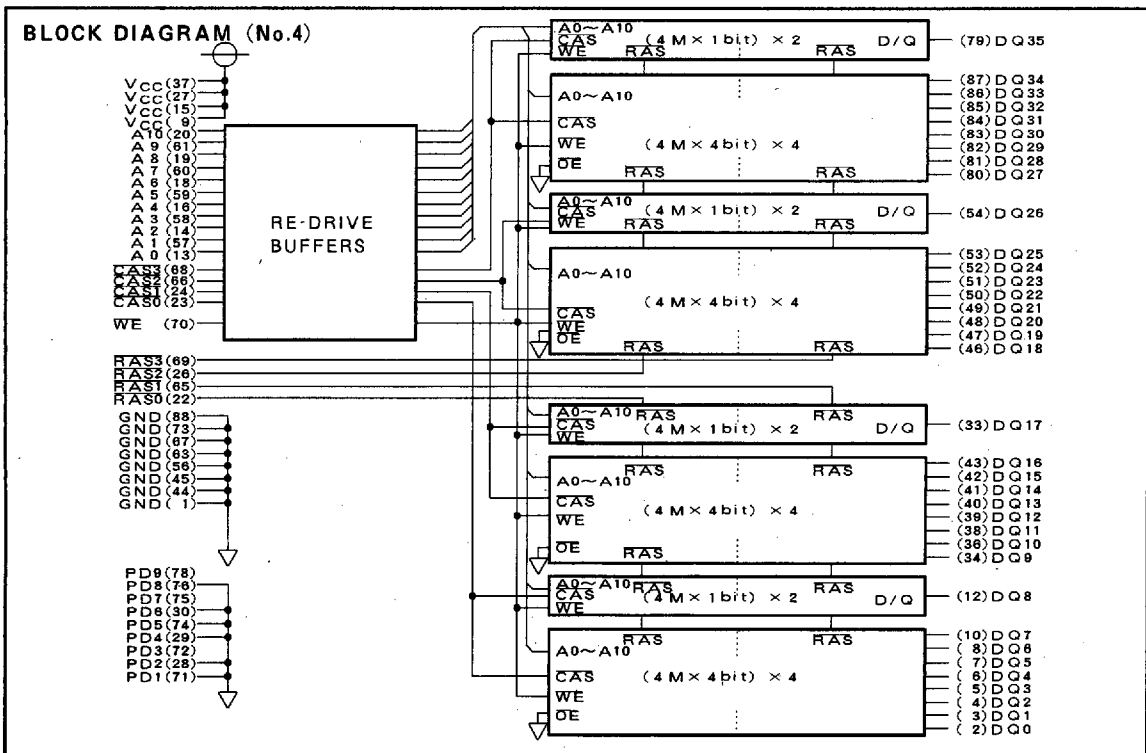 BLOCK DIAGRAM (No.4)
VCC(37)
VCC(27)
VCC(15)
VCC( 9)
A10(20)
A 9(61)
A 8(19)
A 7(60)
A 6(18)
A 5(59)
A 4(16)
A 3(58)
A 2(14)
A 1(57)
A 0(13)
CAS3(68)
CAS2(66)
CAS1(24)
CAS0(23)
WE (70)
RE-DRIVE
BUFFERS
RAS3(69)
RAS2(26)
RAS1(65)
RAS0(22)
GND(88)
GND(73)
GND(67)
GND(63)
GND(56)
GND(45)
GND(44)
GND( 1)
PD9(78)
PD8(76)
PD7(75)
PD6(30)
PD5(74)
PD4(29)
PD3(72)
PD2(28)
PD1(71)
A0~A10
CAS (4M×1bit)×2 D/Q
WE RAS RAS
(79)DQ35
A0~A10
CAS
WE (4M×4bit)×4
OE RAS RAS
(87)DQ34
(86)DQ33
(85)DQ32
(84)DQ31
(83)DQ30
(82)DQ29
(81)DQ28
(80)DQ27
A0~A10
CAS (4M×1bit)×2 D/Q
WE RAS RAS
(54)DQ26
A0~A10
(4M×4bit)×4
CAS
WE
OE RAS RAS
(53)DQ25
(52)DQ24
(51)DQ23
(50)DQ22
(49)DQ21
(48)DQ20
(47)DQ19
(46)DQ18
A0~A10 RAS RAS
CAS (4M×1bit)×2 D/Q
WE
(33)DQ17
A0~A10 RAS RAS
CAS
WE (4M×4bit)×4
OE RAS
(43)DQ16
(42)DQ15
(41)DQ14
(40)DQ13
(39)DQ12
(38)DQ11
(36)DQ10
(34)DQ9
A0~A10 RAS RAS
CAS (4M×1bit)×2 D/Q
WE
(12)DQ8
RAS RAS
A0~A10
CAS (4M×4bit)×4
WE
OE
(10)DQ7
( 8)DQ6
( 7)DQ5
( 6)DQ4
( 5)DQ3
( 4)DQ2
( 3)DQ1
( 2)DQ0